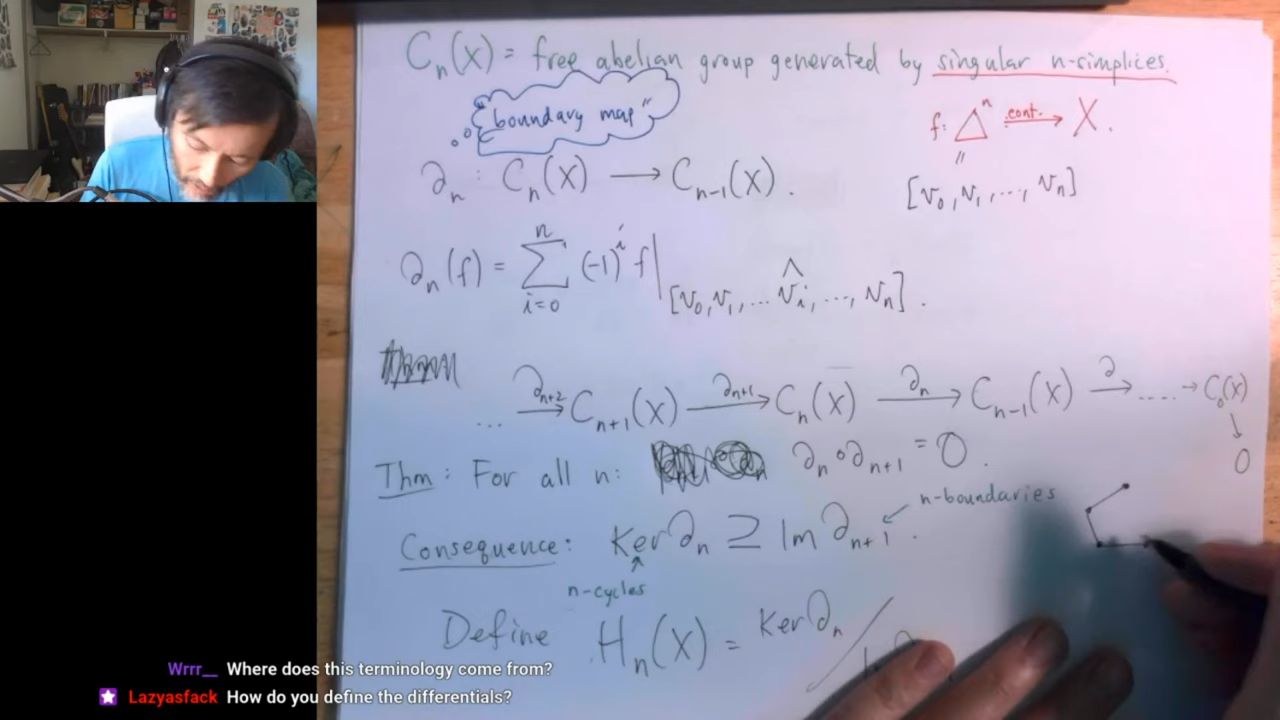 Cₙ(X) = free abelian group generated by singular n-simplices.
"boundary map"
f: Δⁿ cont. → X.
∂ₙ : Cₙ(X) → Cₙ₋₁(X).
[v₀, v₁, ..., vₙ]
∂ₙ(f) = Σᵢ₌₀ⁿ (-1)ⁱ f|[v₀, v₁, ... v̂ᵢ, ..., vₙ].
... ∂ₙ₊₂ → Cₙ₊₁(X) ∂ₙ₊₁ → Cₙ(X) ∂ₙ → Cₙ₋₁(X) ∂ → ..... → C₀(X)
↓
0
Thm: For all n: ∂ₙ∘∂ₙ₊₁ = 0.
n-boundaries
Consequence: Ker ∂ₙ ⊇ Im ∂ₙ₊₁.
n-cycles
Define Hₙ(X) = Ker ∂ₙ /
Wrrr__ Where does this terminology come from?
Lazyasfack How do you define the differentials?